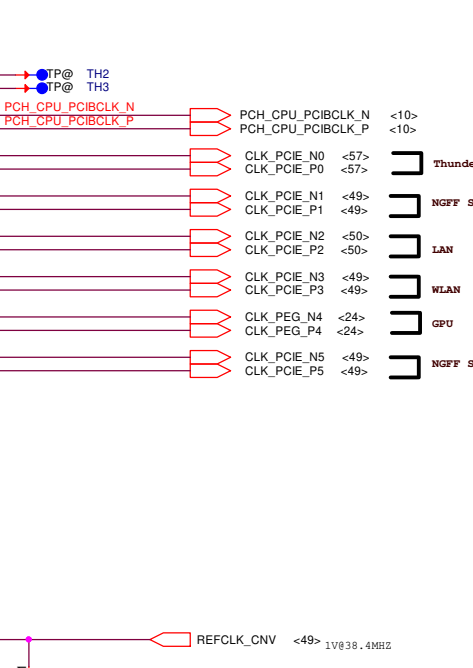 TP@ TH2
TP@ TH3
PCH_CPU_PCIBCLK_N PCH_CPU_PCIBCLK_N <10>
PCH_CPU_PCIBCLK_P PCH_CPU_PCIBCLK_P <10>
CLK_PCIE_N0 <57>
CLK_PCIE_P0 <57>
Thunde
CLK_PCIE_N1 <49>
CLK_PCIE_P1 <49>
NGFF S
CLK_PCIE_N2 <50>
CLK_PCIE_P2 <50>
LAN
CLK_PCIE_N3 <49>
CLK_PCIE_P3 <49>
WLAN
CLK_PEG_N4 <24>
CLK_PEG_P4 <24>
GPU
CLK_PCIE_N5 <49>
CLK_PCIE_P5 <49>
NGFF S
REFCLK_CNV <49> 1V@38.4MHZ